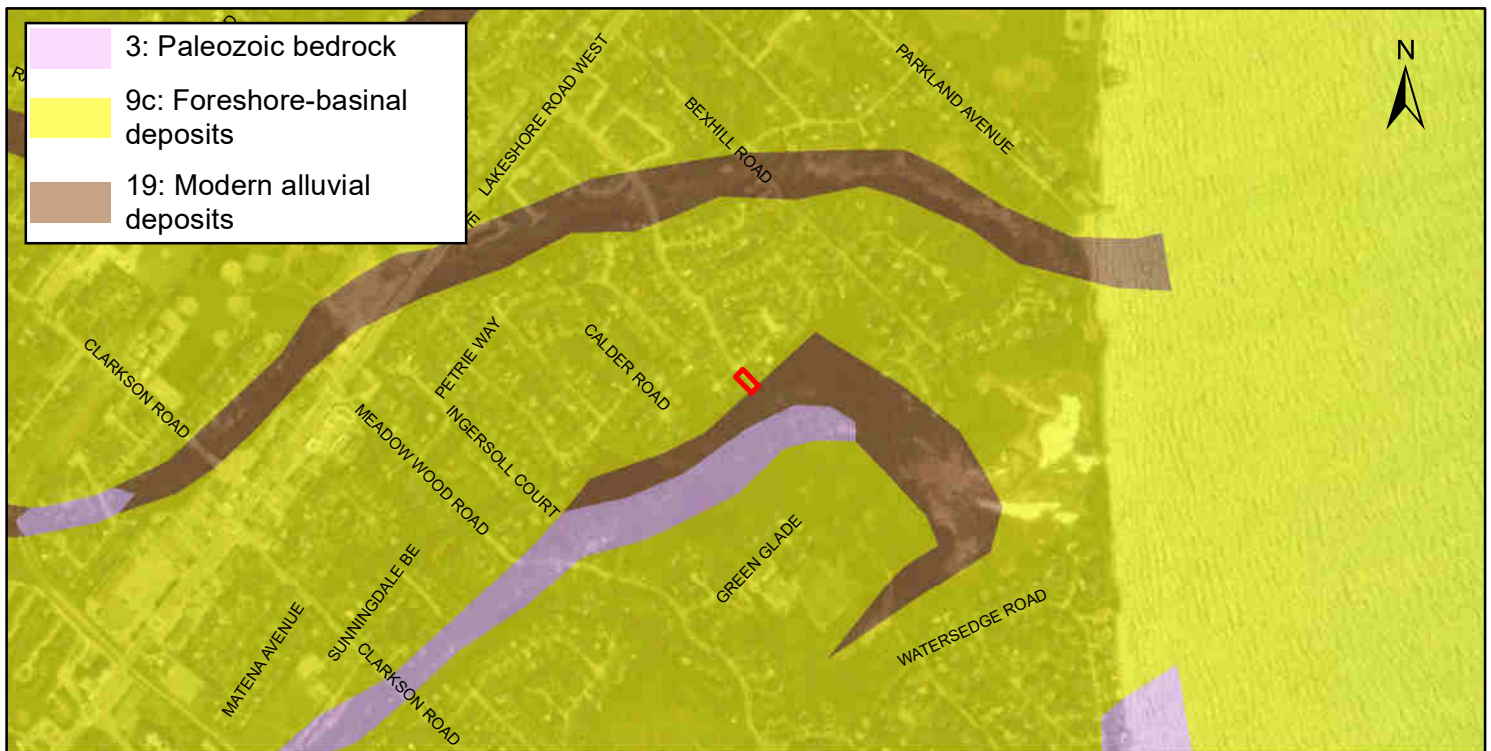 3: Paleozoic bedrock
9c: Foreshore-basinal
deposits
19: Modern alluvial
deposits
N
LAKESHORE ROAD WEST
PARKLAND AVENUE
BEXHILL ROAD
CLARKSON ROAD
PETRIE WAY
CALDER ROAD
INGERSOLL COURT
MEADOW WOOD ROAD
GREEN GLADE
SUNNINGDALE BE
MATENA AVENUE
CLARKSON ROAD
WATERSEDGE ROAD